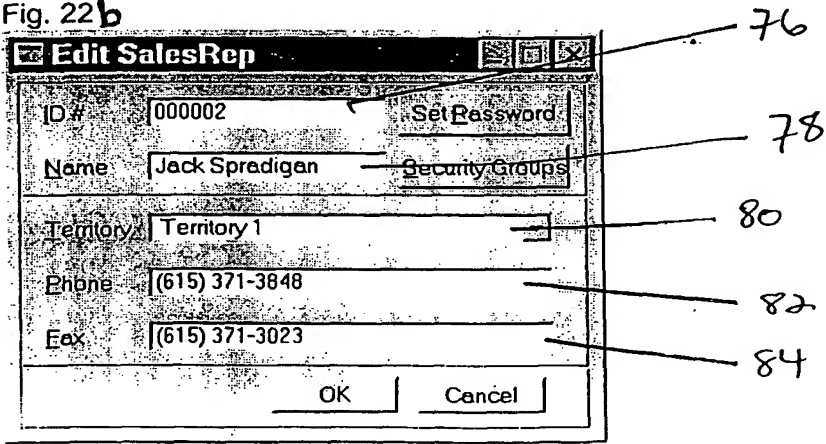 Fig. 22b
Edit SalesRep
76
ID # 000002 Set Password
Name Jack Spradigan Security Groups
78
Territory Territory 1
80
Phone (615) 371-3848
82
Fax (615) 371-3023
84
OK Cancel